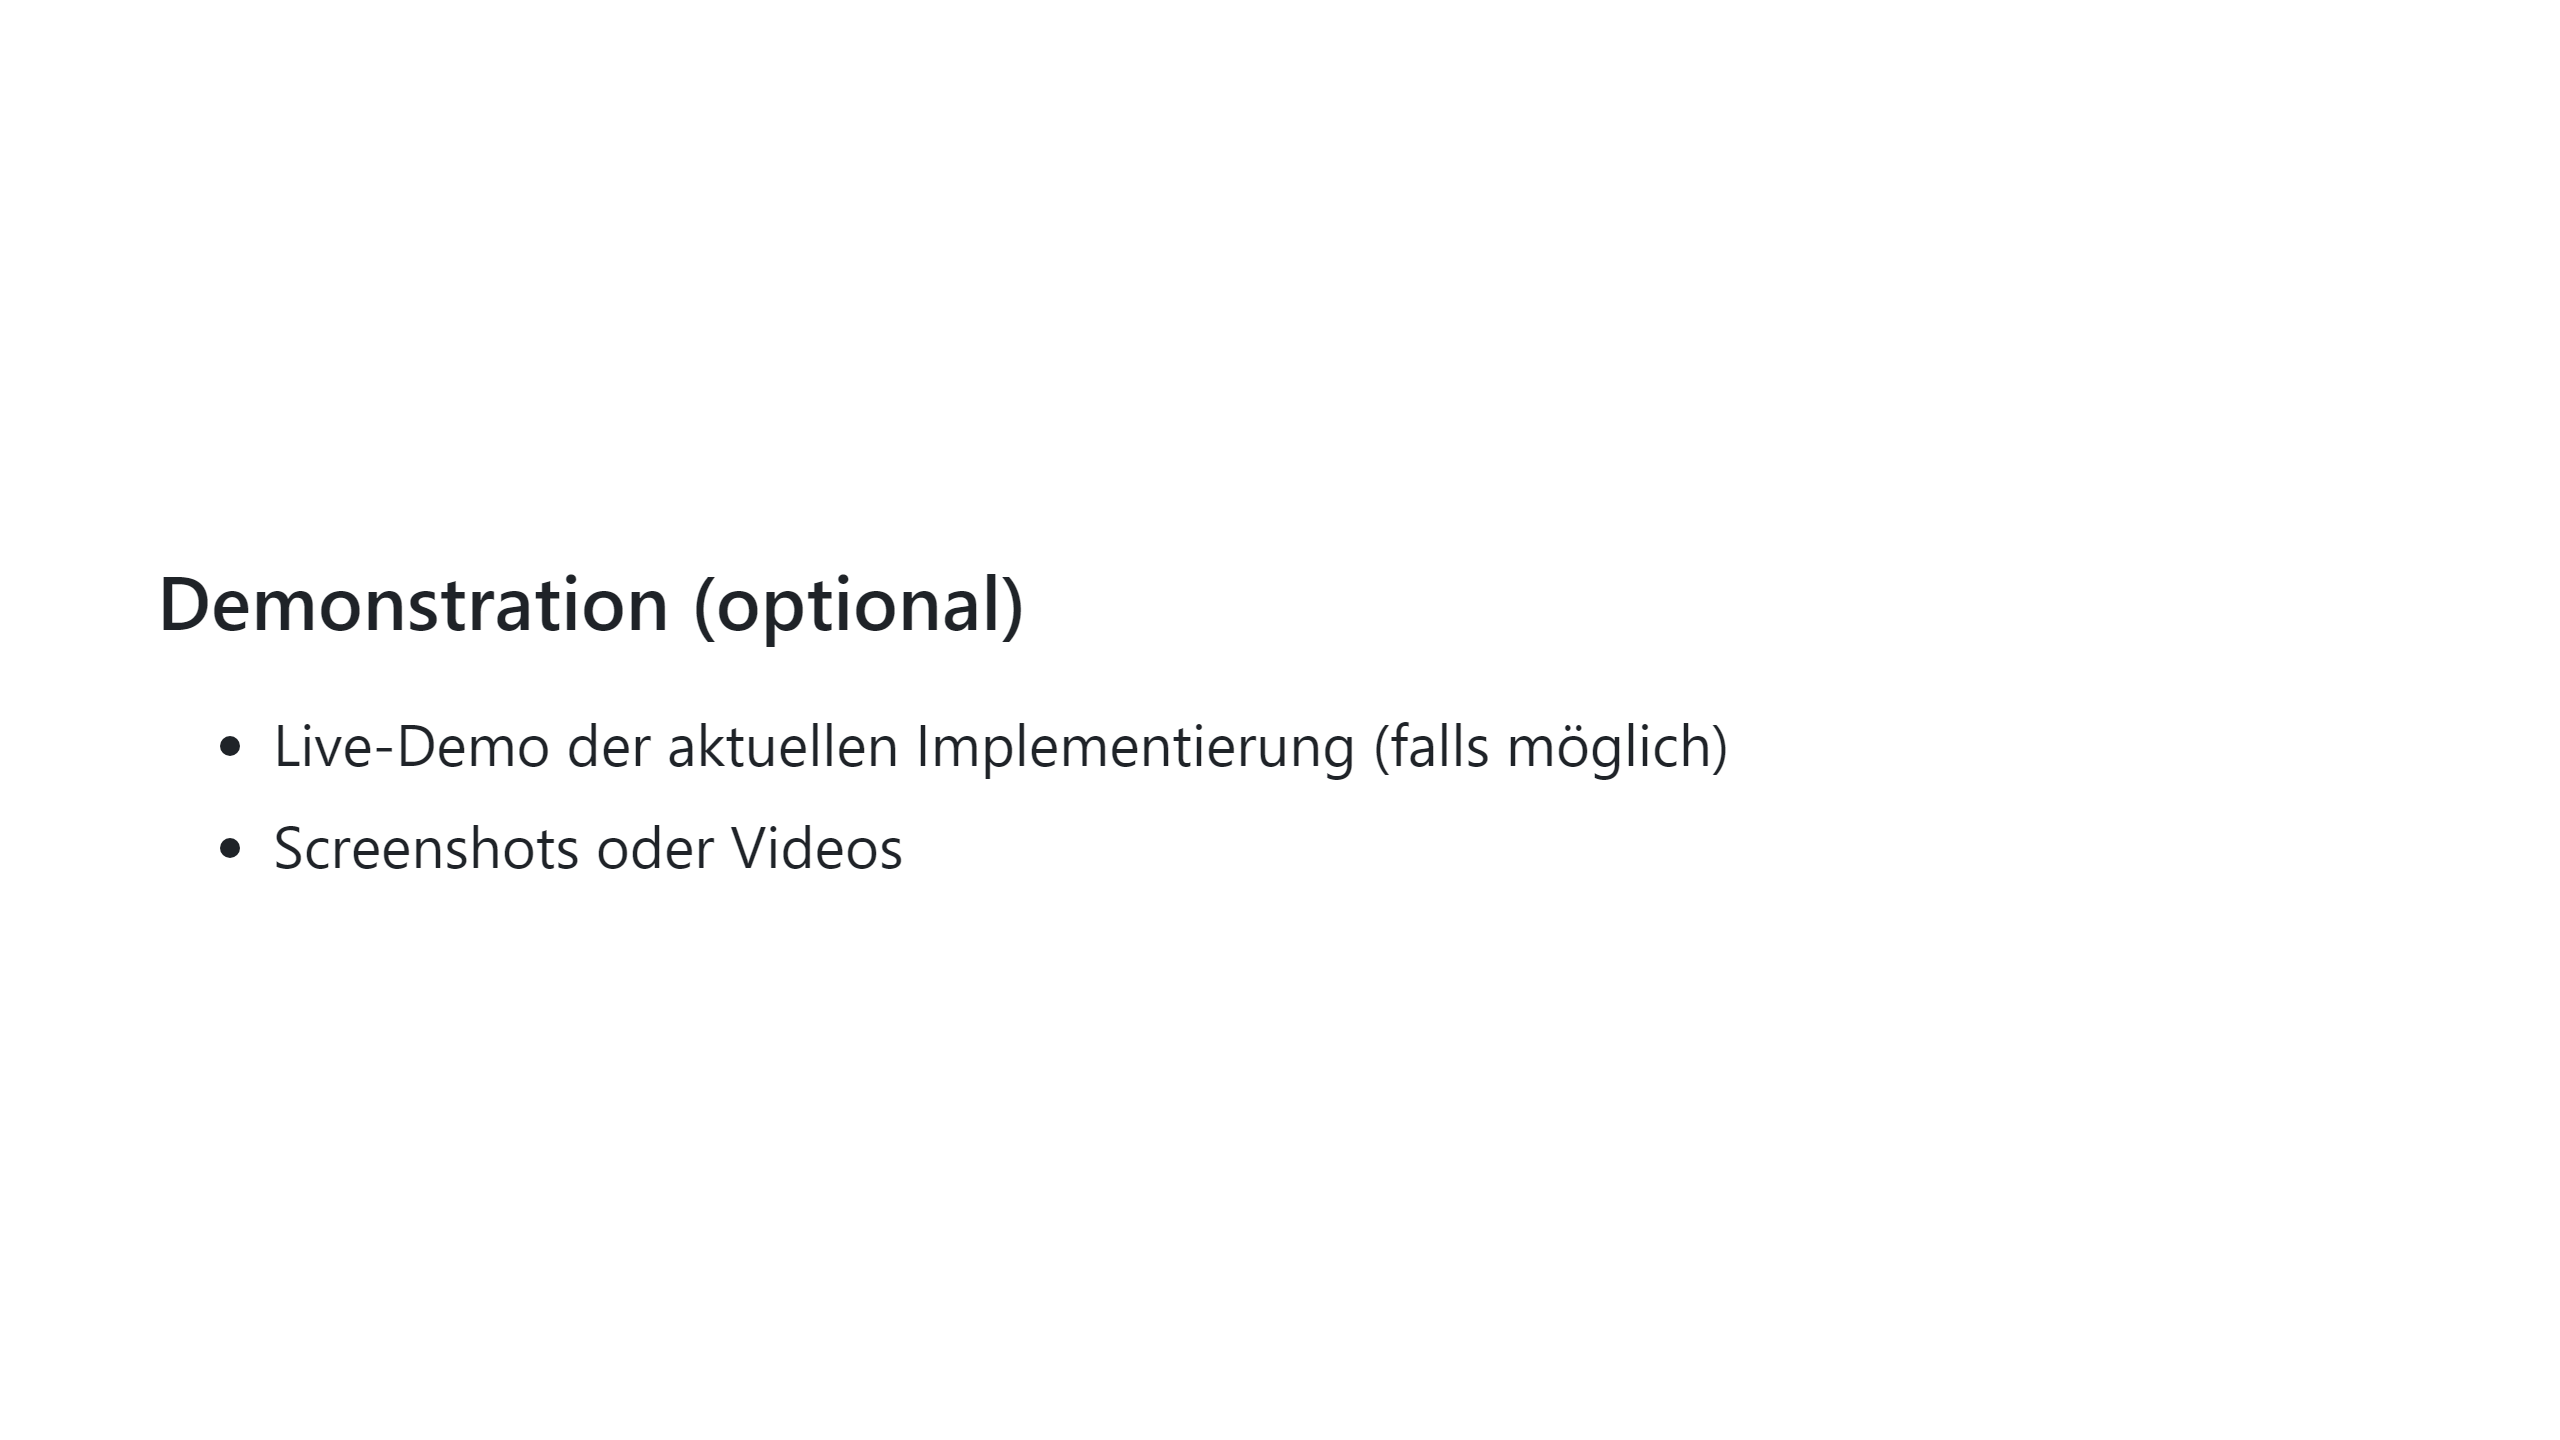 Demonstration (optional)
• Live-Demo der aktuellen Implementierung (falls möglich)
• Screenshots oder Videos